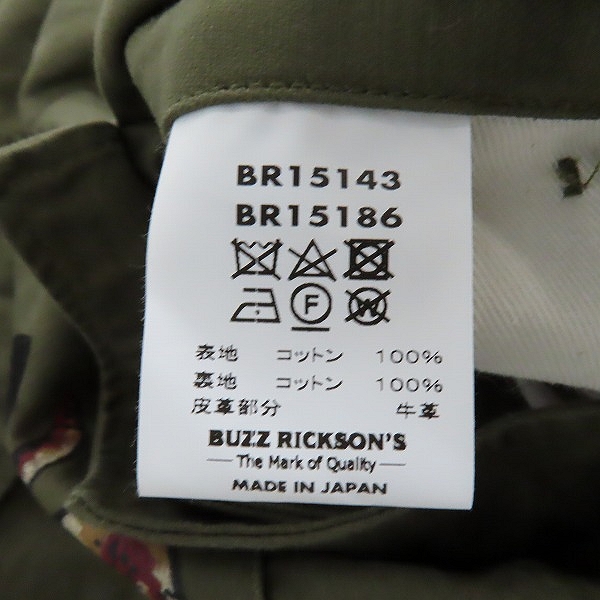 BR15143
BR15186
F W
表地 コットン 100%
裏地 コットン 100%
皮革部分 牛革
BUZZ RICKSON'S
The Mark of Quality
MADE IN JAPAN